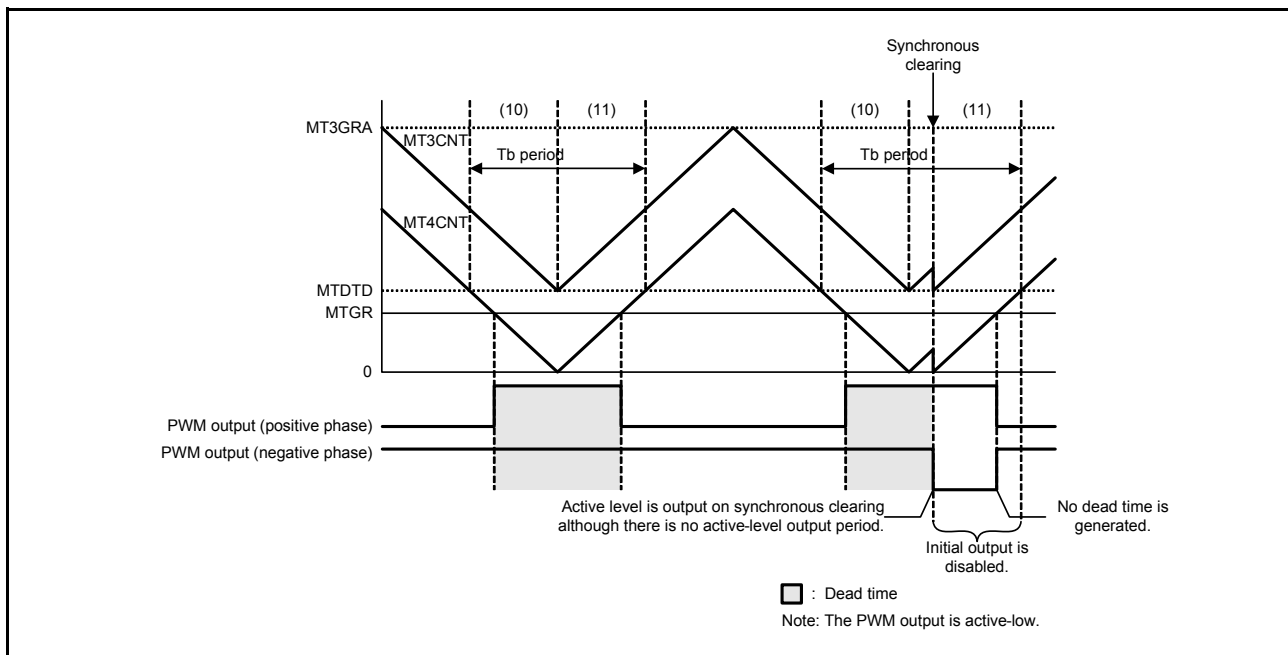 Synchronous
clearing
(10) (11) (10) (11)
MT3GRA
MT3CNT
Tb period Tb period
MT4CNT
MTDTD
MTGR
0
PWM output (positive phase)
PWM output (negative phase)
Active level is output on synchronous clearing
although there is no active-level output period.
No dead time is
generated.
Initial output is
disabled.
: Dead time
Note: The PWM output is active-low.